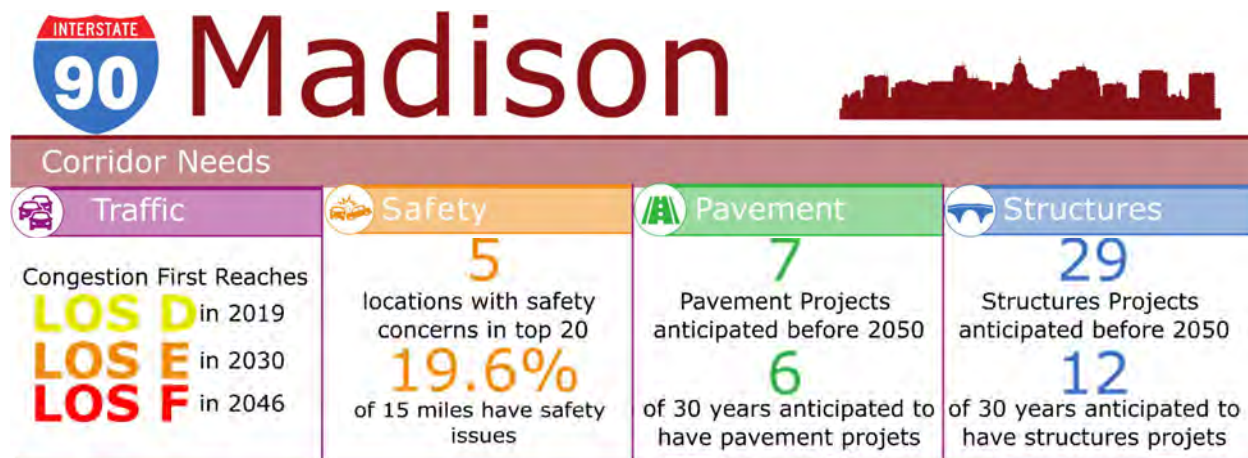 INTERSTATE
90
Madison
Corridor Needs
Traffic
Congestion First Reaches
LOS D in 2019
LOS E in 2030
LOS F in 2046
Safety
5
locations with safety
concerns in top 20
19.6%
of 15 miles have safety
issues
Pavement
7
Pavement Projects
anticipated before 2050
6
of 30 years anticipated to
have pavement projets
Structures
29
Structures Projects
anticipated before 2050
12
of 30 years anticipated to
have structures projets